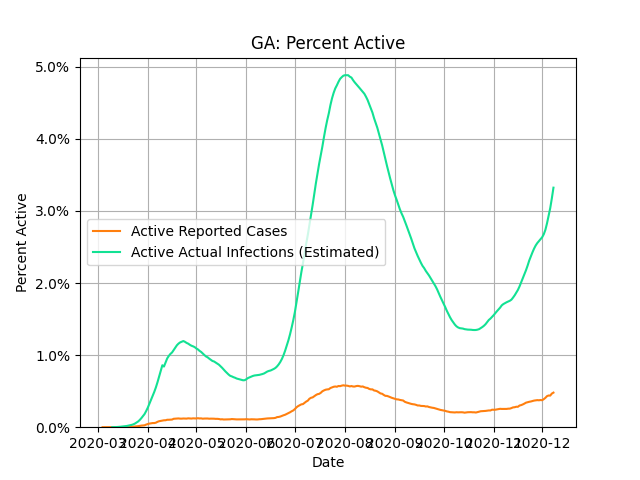 GA: Percent Active
5.0%
4.0%
3.0%
2.0%
1.0%
0.0%
Percent Active
Active Reported Cases
Active Actual Infections (Estimated)
2020-03 2020-04 2020-05 2020-06 2020-07 2020-08 2020-09 2020-10 2020-11 2020-12
Date